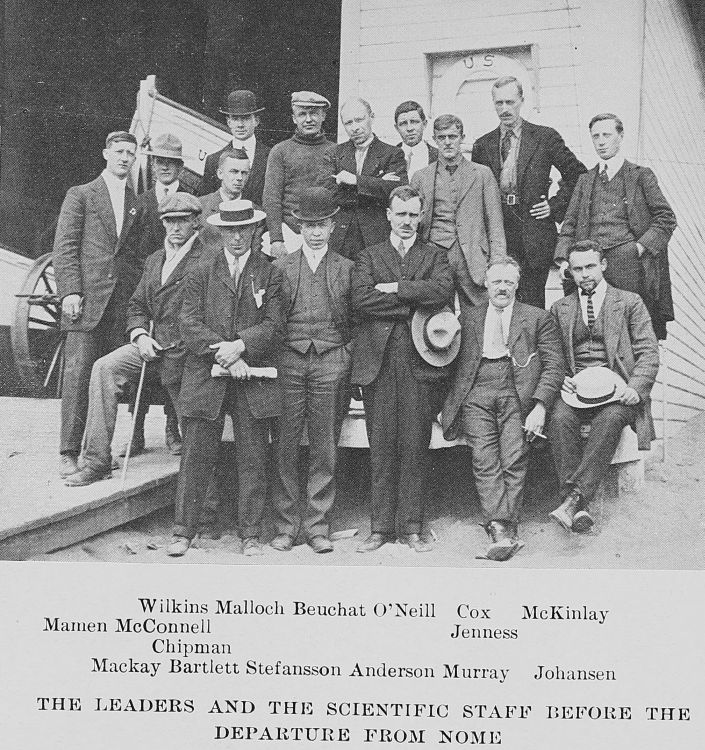 U S
U
Wilkins Malloch Beuchat O'Neill Cox McKinlay
Mamen McConnell Jenness
Chipman
Mackay Bartlett Stefansson Anderson Murray Johansen
THE LEADERS AND THE SCIENTIFIC STAFF BEFORE THE
DEPARTURE FROM NOME